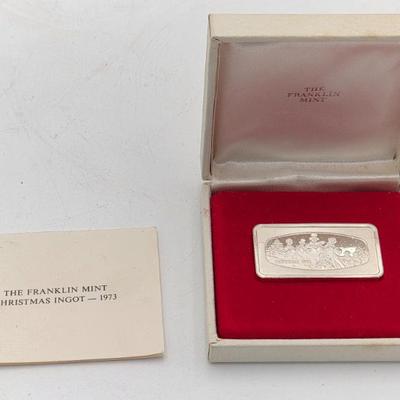 THE
FRANKLIN
MINT
THE FRANKLIN MINT
CHRISTMAS INGOT — 1973